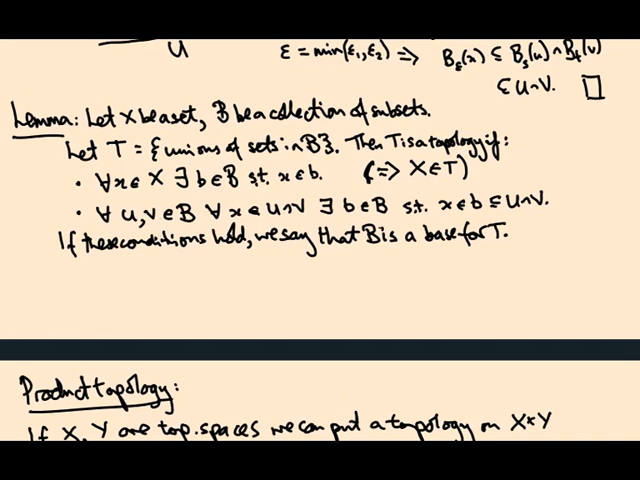 U
ε = min(ε₁, ε₂) ⟹ B_ε(x) ⊆ B_δ(u) ∩ B_ε(v)
⊆ U∩V. □
Lemma: Let X be a set, B be a collection of subsets.
Let T = {unions of sets in B}. Then T is a topology if:
• ∀x ∈ X ∃ b ∈ B s.t. x ∈ b. (⟹ X ∈ T)
• ∀ U, V ∈ B ∀ x ∈ U∩V ∃ b ∈ B s.t. x ∈ b ⊆ U∩V.
If these conditions hold, we say that B is a base for T.
Product topology:
If X, Y are top. spaces we can put a topology on X×Y